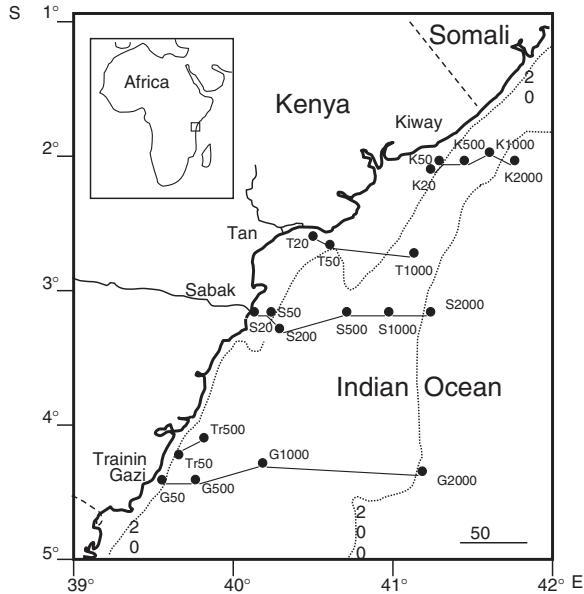 S
1°
Somali
Africa
2
0
Kenya
Kiway
2°
K50
K500
K1000
K20
K2000
Tan
T20
T50
T1000
3°
Sabak
S50
S2000
S20
S200
S500
S1000
Indian Ocean
4°
Tr500
Trainin
Tr50
G1000
Gazi
G50
G500
G2000
2
0
2
0
0
50
5°
39°
40°
41°
42°
E